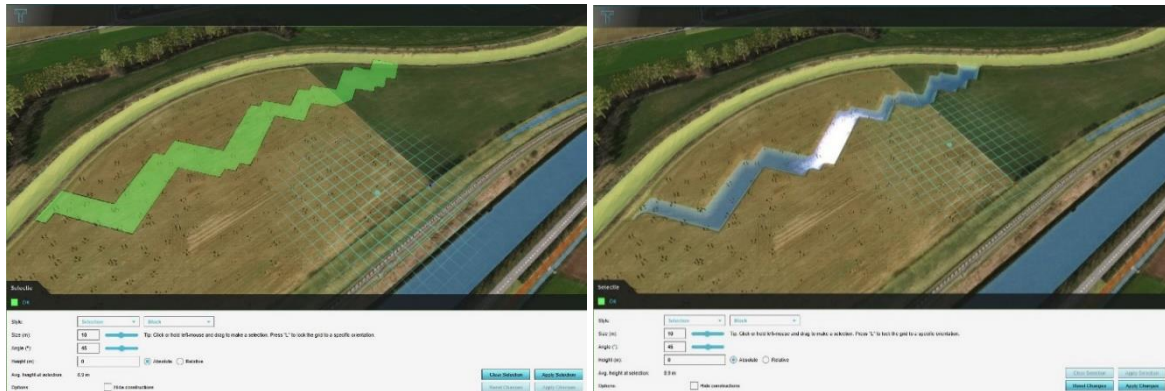 Selectie
OK
Style:
Selection
Block
Size (m)
10
Tip: Click or hold left-mouse and drag to make a selection. Press "L" to lock the grid to a specific orientation.
Angle (°):
45
Height (m)
0
Absolute
Relative
Avg. height at selection:
0.0 m
Clear Selection
Apply Selection
Options:
Hide constructions
Reset Changes
Apply Changes
Selectie
OK
Style:
Selection
Block
Size (m)
10
Tip: Click or hold left-mouse and drag to make a selection. Press "L" to lock the grid to a specific orientation.
Angle (°):
45
Height (m)
0
Absolute
Relative
Avg. height at selection:
0.0 m
Clear Selection
Apply Selection
Options:
Hide constructions
Reset Changes
Apply Changes